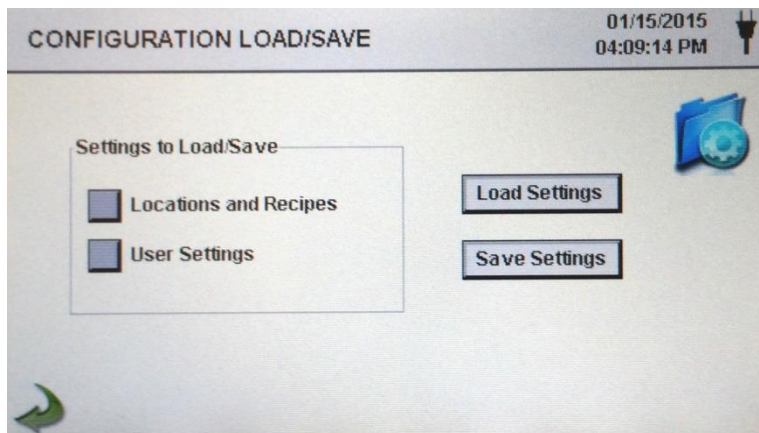 CONFIGURATION LOAD/SAVE
01/15/2015
04:09:14 PM
Settings to Load/Save
Locations and Recipes
User Settings
Load Settings
Save Settings